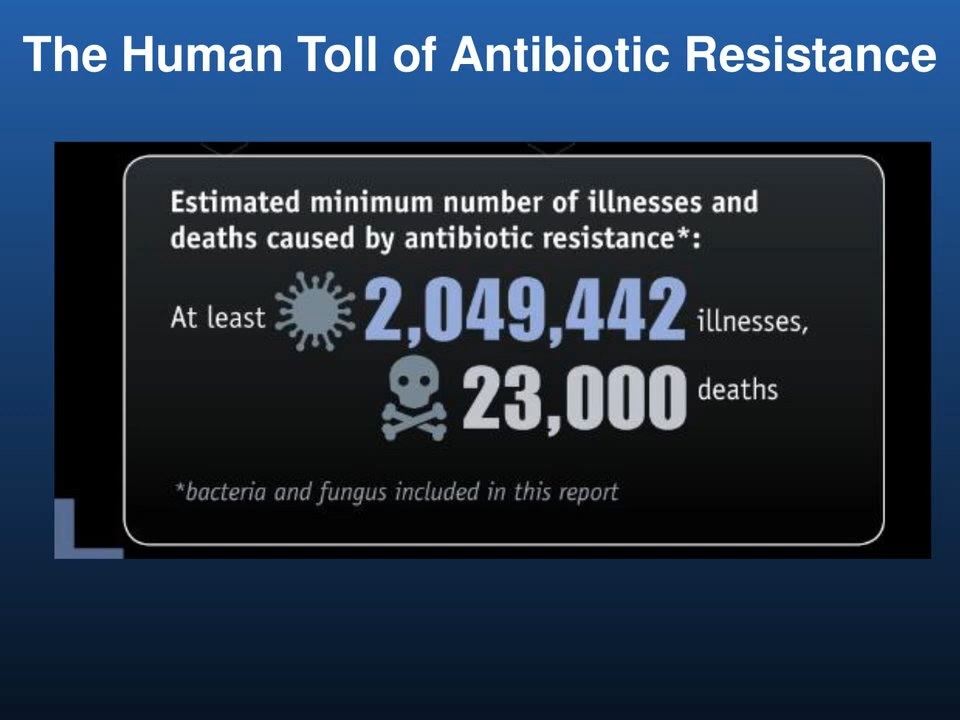 The Human Toll of Antibiotic Resistance
Estimated minimum number of illnesses and
deaths caused by antibiotic resistance*:
At least 2,049,442 illnesses,
23,000 deaths
*bacteria and fungus included in this report